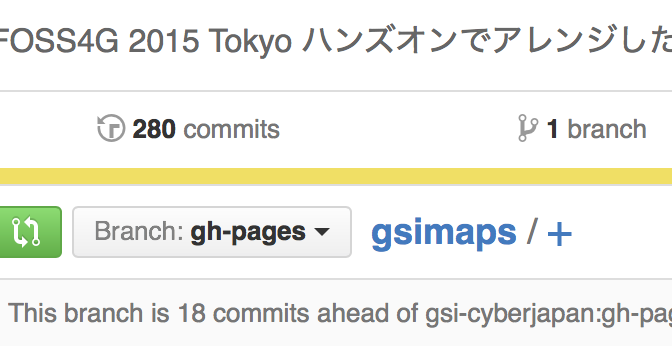 FOSS4G 2015 Tokyo ハンズオンでアレンジした
280 commits 1 branch
Branch: gh-pages gsimaps / +
This branch is 18 commits ahead of gsi-cyberjapan:gh-pag